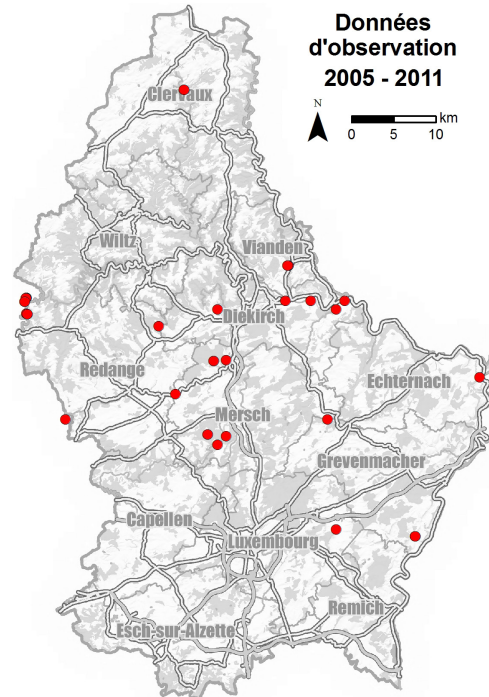 Données
d'observation
2005 - 2011
N
km
0 5 10
Clervaux
Wiltz
Vianden
Diekirch
Redange
Echternach
Mersch
Grevenmacher
Capellen
Luxembourg
Remich
Esch-sur-Alzette